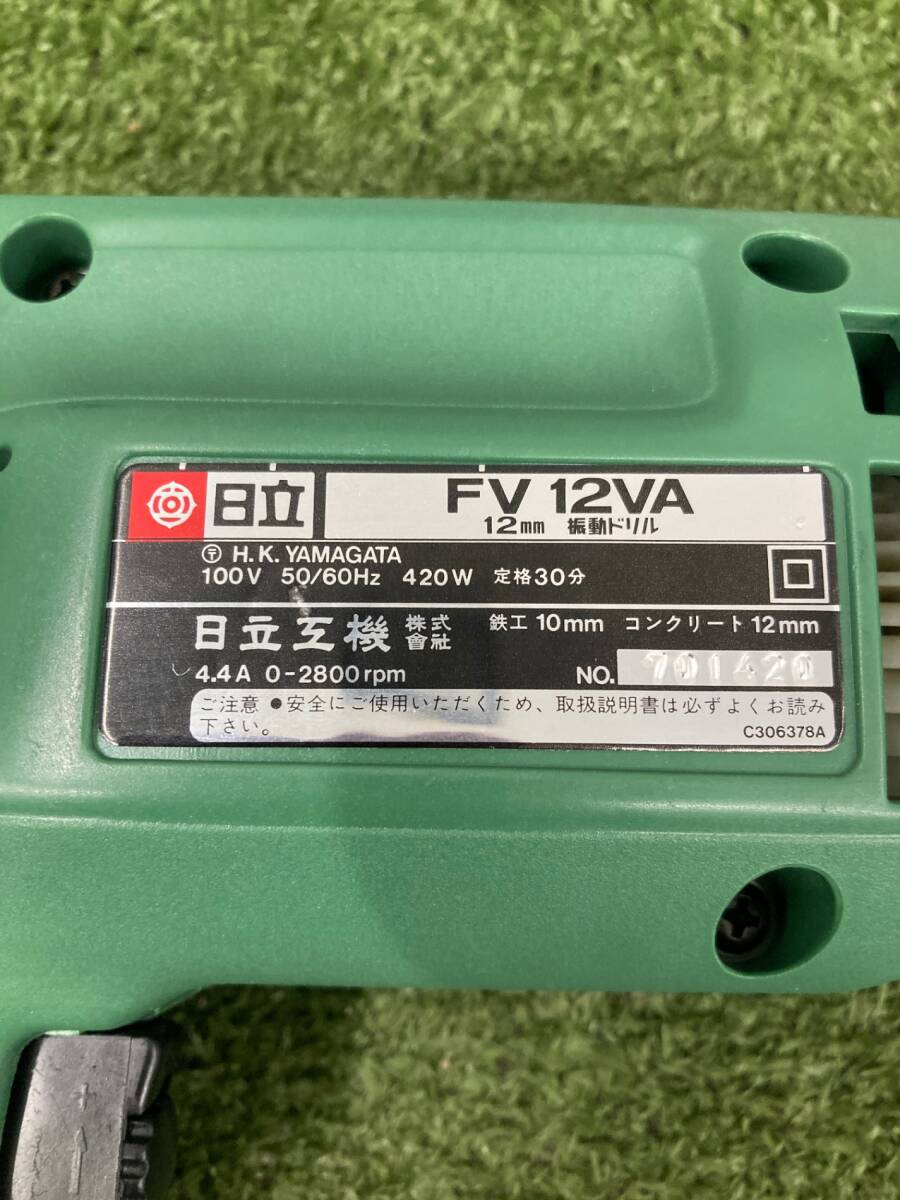 日立
FV 12VA
12mm 振動ドリル
〒 H.K. YAMAGATA
100V 50/60Hz 420W 定格30分
日立工機 株式會社
鉄工 10mm コンクリート 12mm
4.4A 0-2800rpm
NO. 701420
ご注意 ●安全にご使用いただくため、取扱説明書は必ずよくお読み
下さい。
C306378A